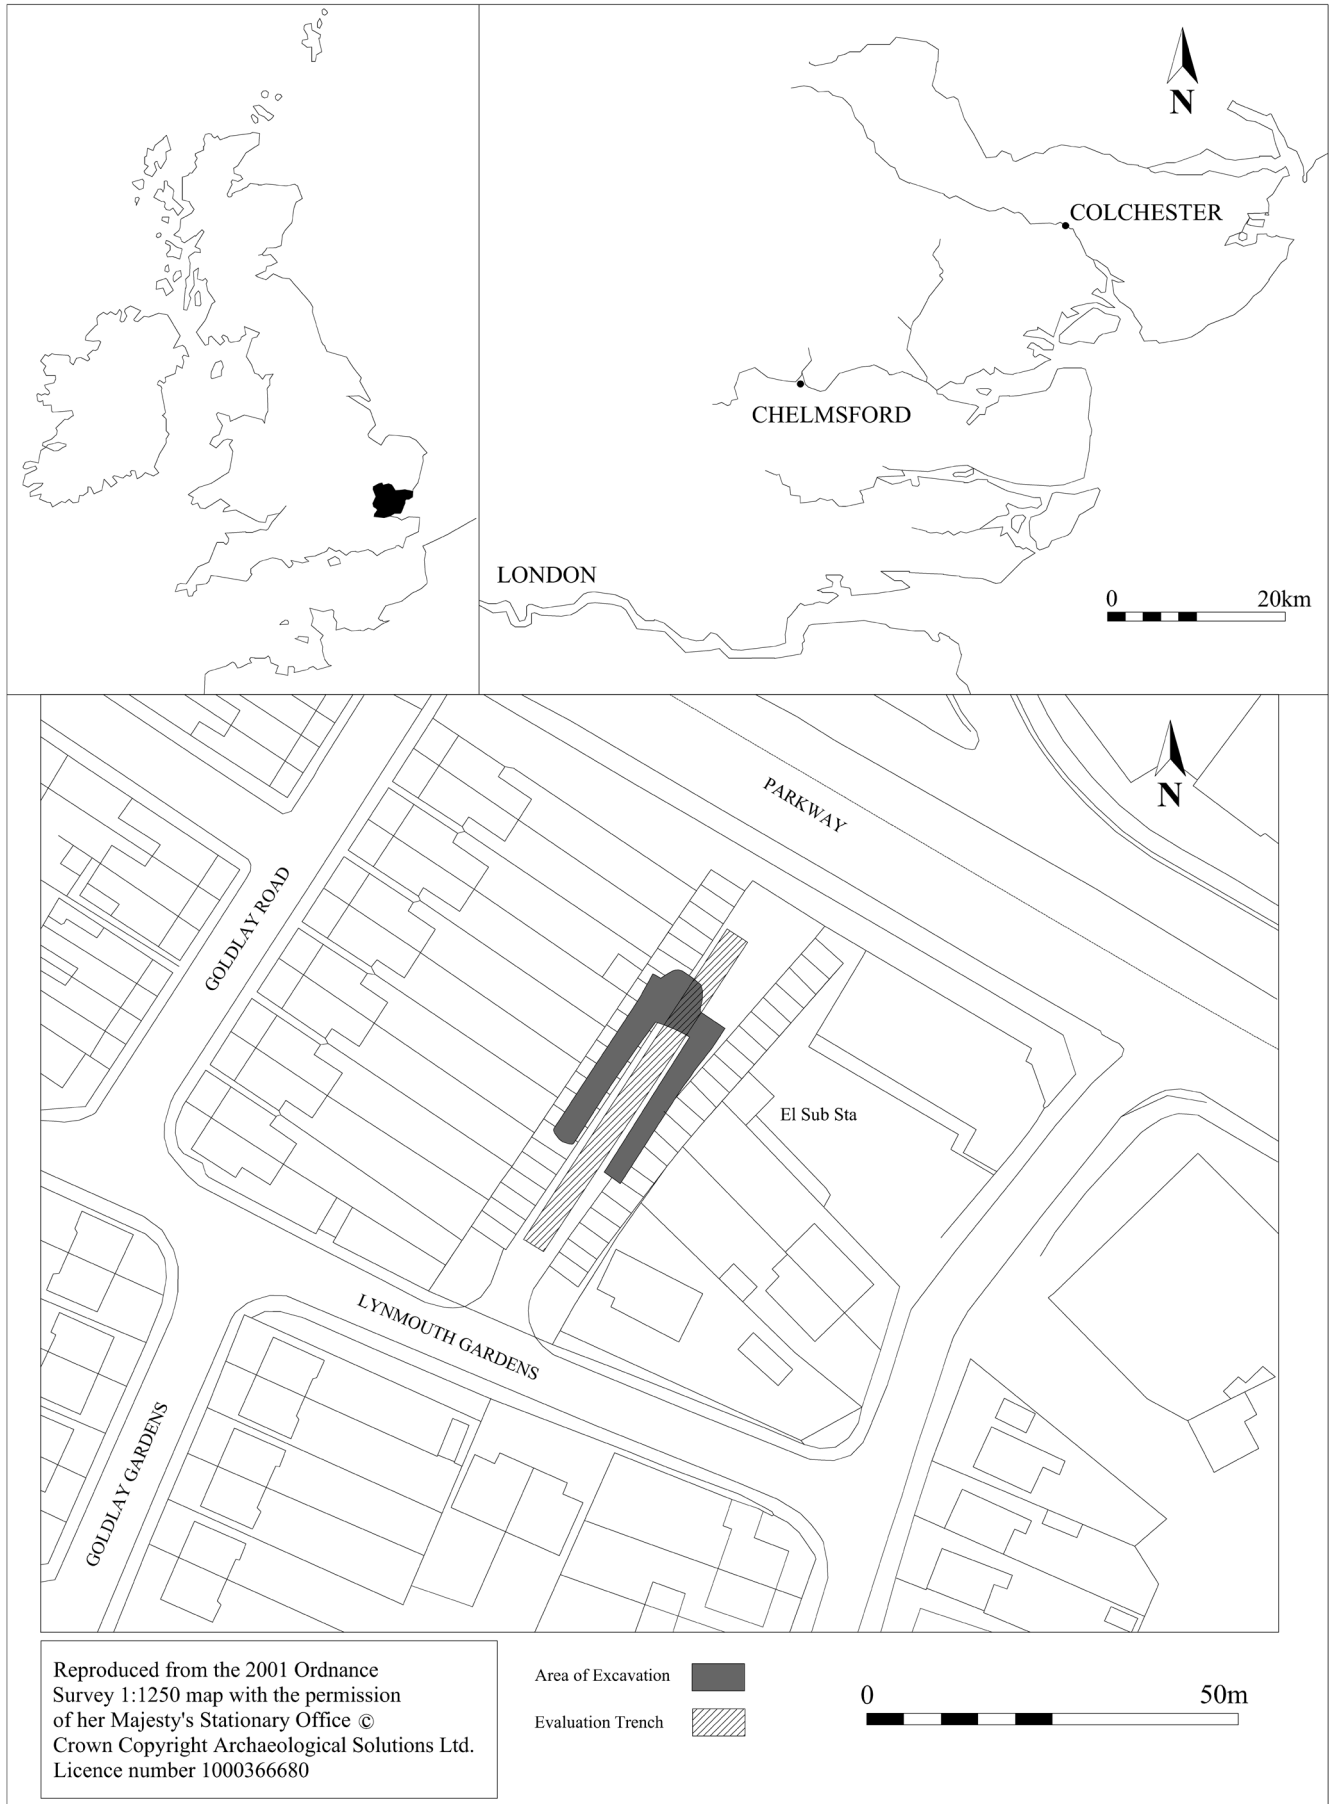 N
COLCHESTER
CHELMSFORD
LONDON
0 20km
N
PARKWAY
GOLDLAY ROAD
El Sub Sta
LYNMOUTH GARDENS
GOLDLAY GARDENS
Reproduced from the 2001 Ordnance
Survey 1:1250 map with the permission
of her Majesty's Stationary Office ©
Crown Copyright Archaeological Solutions Ltd.
Licence number 1000366680
Area of Excavation
Evaluation Trench
0 50m